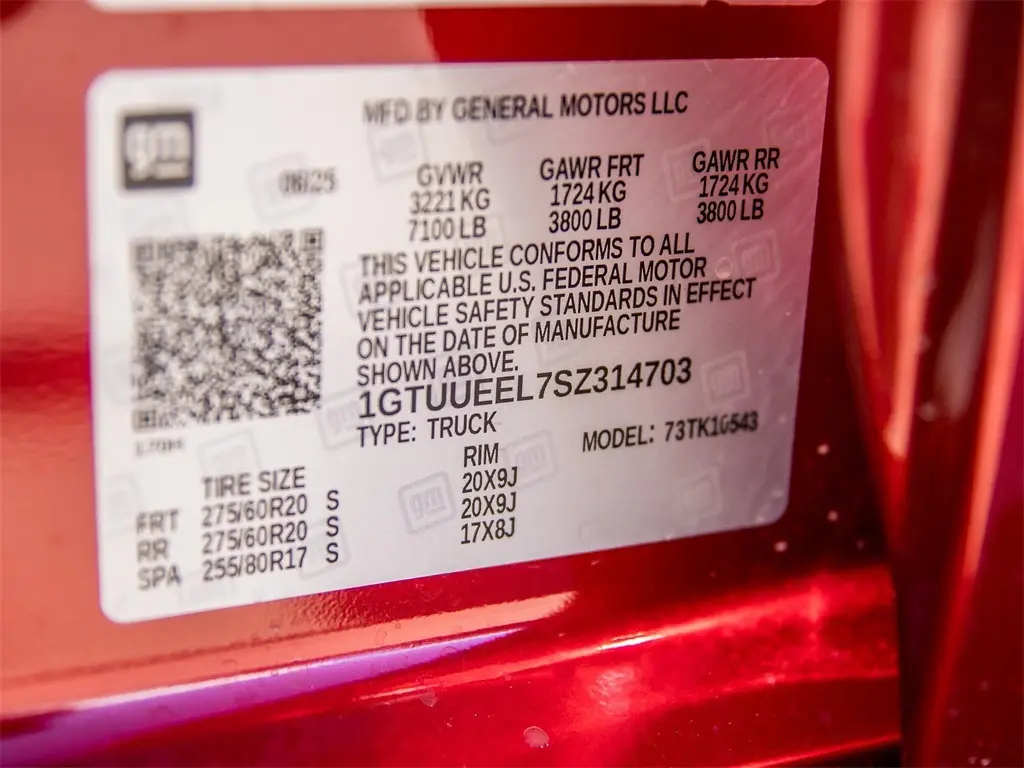 MFD BY GENERAL MOTORS LLC
gm
06/25 GVWR GAWR FRT GAWR RR
3221 KG 1724 KG 1724 KG
7100 LB 3800 LB 3800 LB
THIS VEHICLE CONFORMS TO ALL
APPLICABLE U.S. FEDERAL MOTOR
VEHICLE SAFETY STANDARDS IN EFFECT
ON THE DATE OF MANUFACTURE
SHOWN ABOVE.
1GTUUEEL7SZ314703
TYPE: TRUCK MODEL: 73TK10543
TIRE SIZE RIM
FRT 275/60R20 S 20X9J
RR 275/60R20 S 20X9J
SPA 255/80R17 S 17X8J